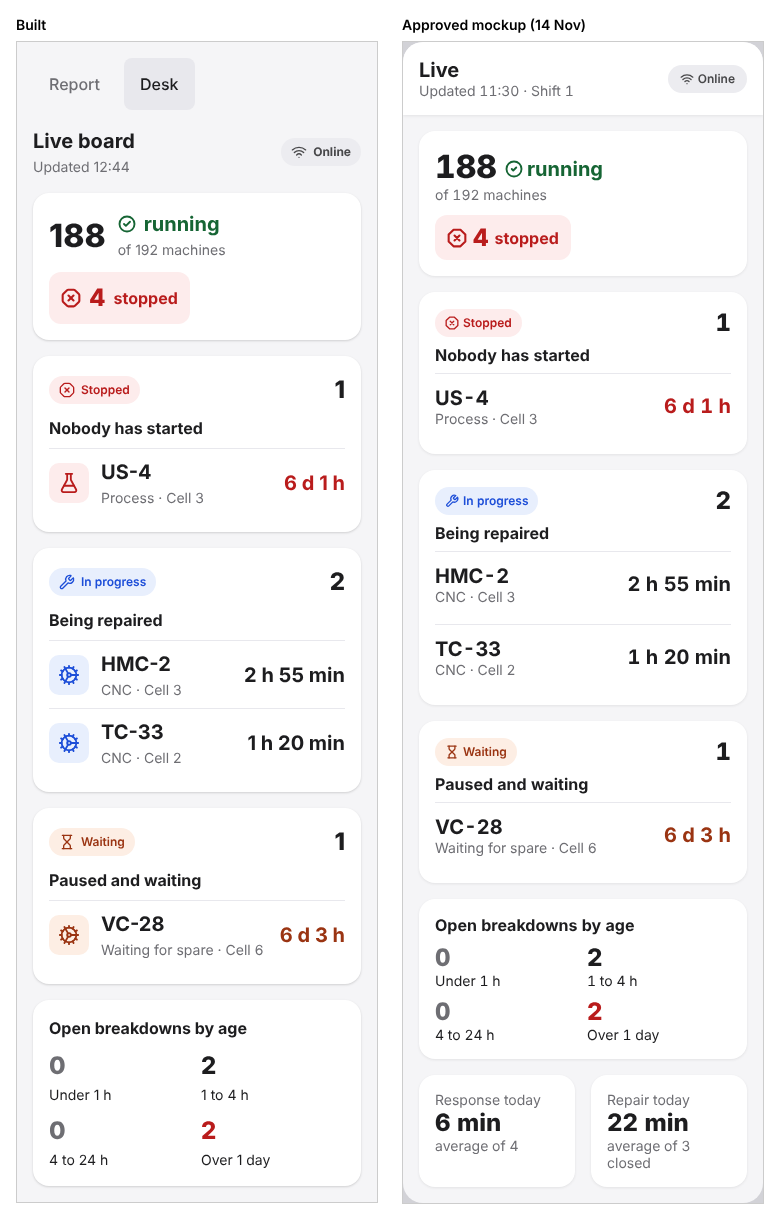 Built
Report
Desk
Live board
Updated 12:44
Online
188
running
of 192 machines
4 stopped
Stopped
1
Nobody has started
US-4
Process · Cell 3
6 d 1 h
In progress
2
Being repaired
HMC-2
CNC · Cell 3
2 h 55 min
TC-33
CNC · Cell 2
1 h 20 min
Waiting
1
Paused and waiting
VC-28
Waiting for spare · Cell 6
6 d 3 h
Open breakdowns by age
0
Under 1 h
2
1 to 4 h
0
4 to 24 h
2
Over 1 day
Approved mockup (14 Nov)
Live
Updated 11:30 · Shift 1
Online
188 running
of 192 machines
4 stopped
Stopped
1
Nobody has started
US-4
Process · Cell 3
6 d 1 h
In progress
2
Being repaired
HMC-2
CNC · Cell 3
2 h 55 min
TC-33
CNC · Cell 2
1 h 20 min
Waiting
1
Paused and waiting
VC-28
Waiting for spare · Cell 6
6 d 3 h
Open breakdowns by age
0
Under 1 h
2
1 to 4 h
0
4 to 24 h
2
Over 1 day
Response today
6 min
average of 4
Repair today
22 min
average of 3
closed